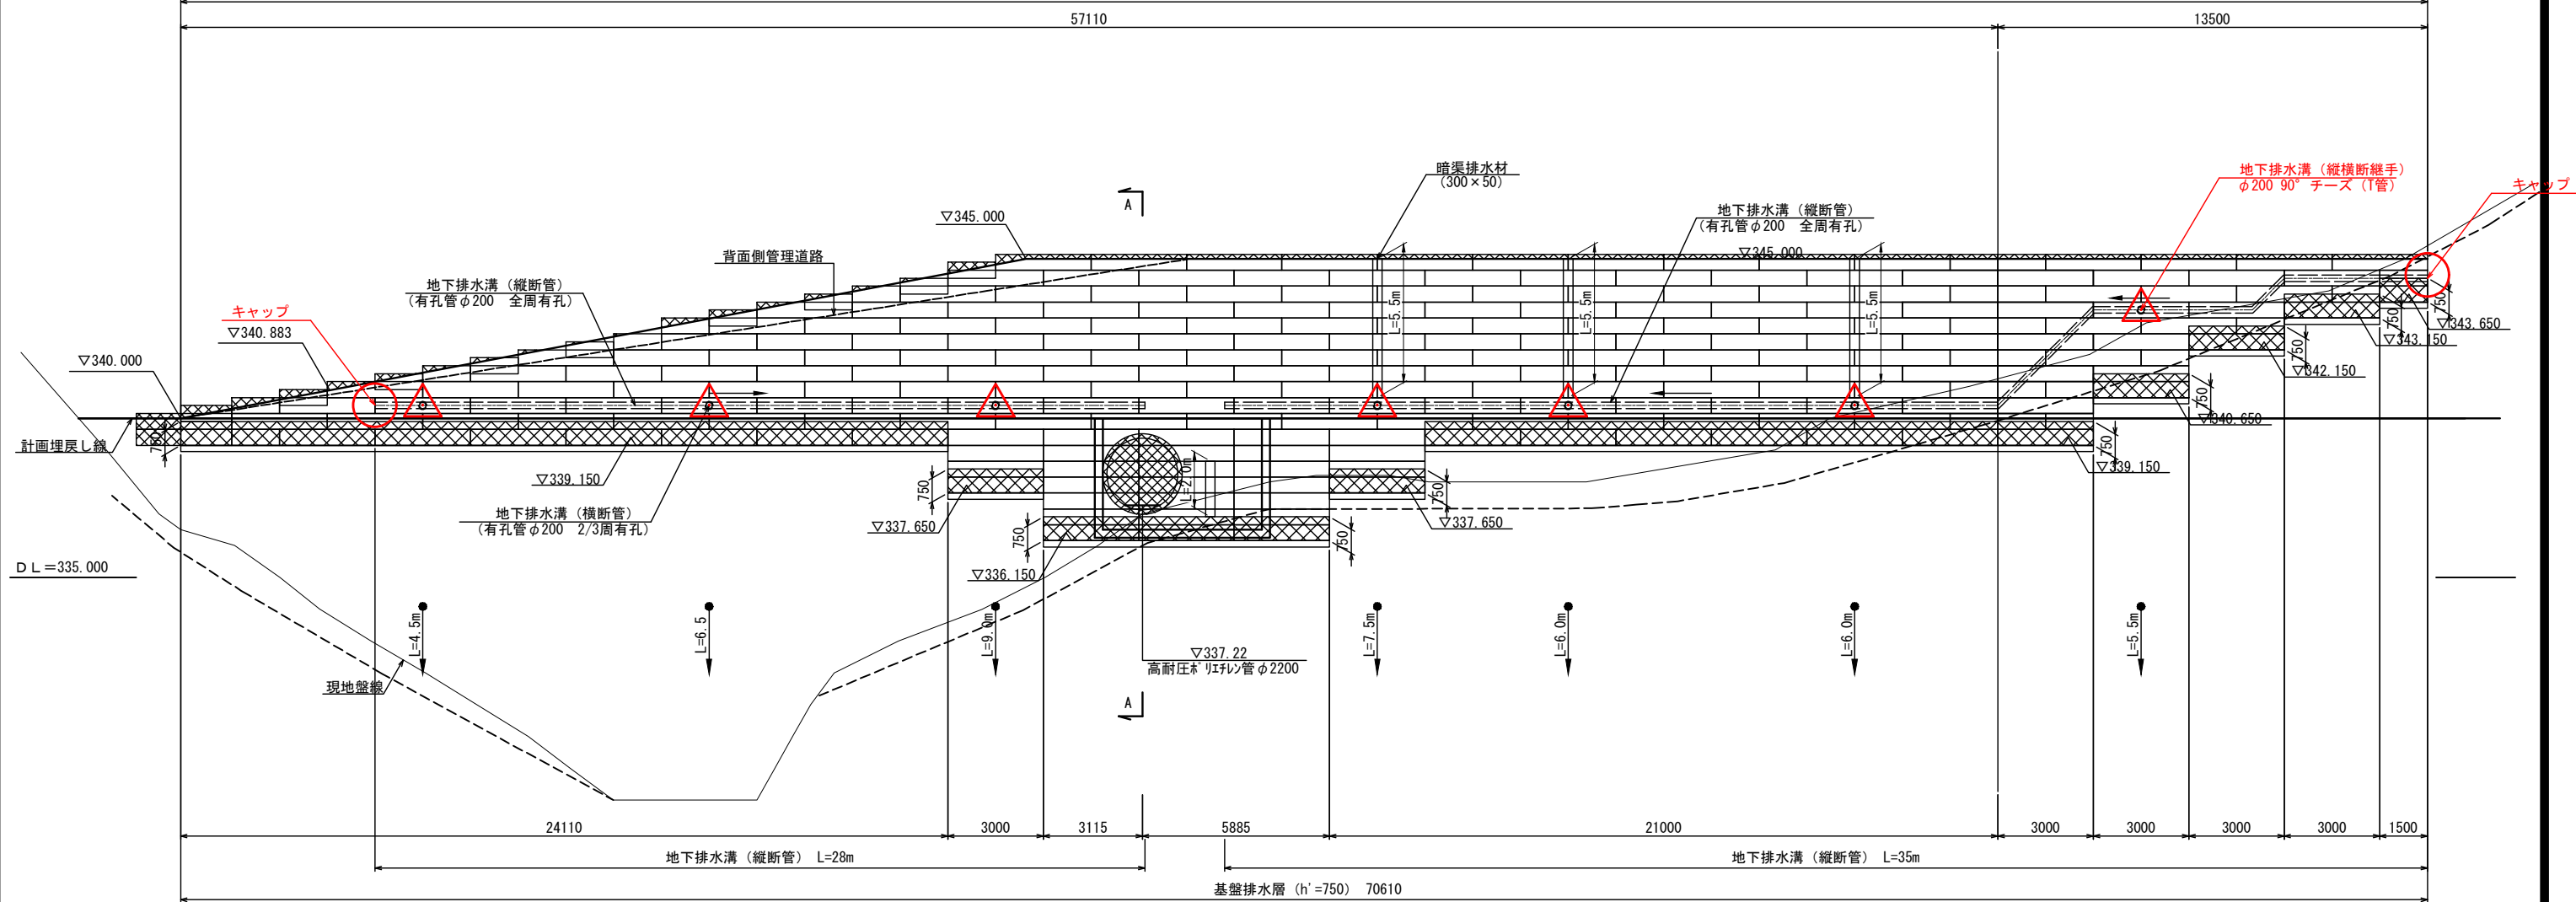 57110
13500
暗渠排水材
(300×50)
地下排水溝（縦横断継手）
φ200 90°チーズ（T管）
キャップ
▽345.000
地下排水溝（縦断管）
（有孔管φ200　全周有孔）
▽345.000
A
背面側管理道路
地下排水溝（縦断管）
（有孔管φ200　全周有孔）
キャップ
▽340.883
▽340.000
L=5.5m
L=5.5m
L=5.5m
750
750
▽343.650
▽343.150
750
▽342.150
750
▽340.650
計画埋戻し線
750
▽339.150
750
L=2.0m
750
750
▽339.150
地下排水溝（横断管）
（有孔管φ200　2/3周有孔）
▽337.650
▽337.650
750
750
ＤＬ=335.000
▽336.150
L=4.5m
L=6.5
L=9.0m
L=7.5m
L=6.0m
L=6.0m
L=5.5m
▽337.22
高耐圧ﾎﾟﾘｴﾁﾚﾝ管φ2200
現地盤線
A
24110
3000
3115
5885
21000
3000
3000
3000
3000
1500
地下排水溝（縦断管）　L=28m
地下排水溝（縦断管）　L=35m
基盤排水層（h'=750）　70610